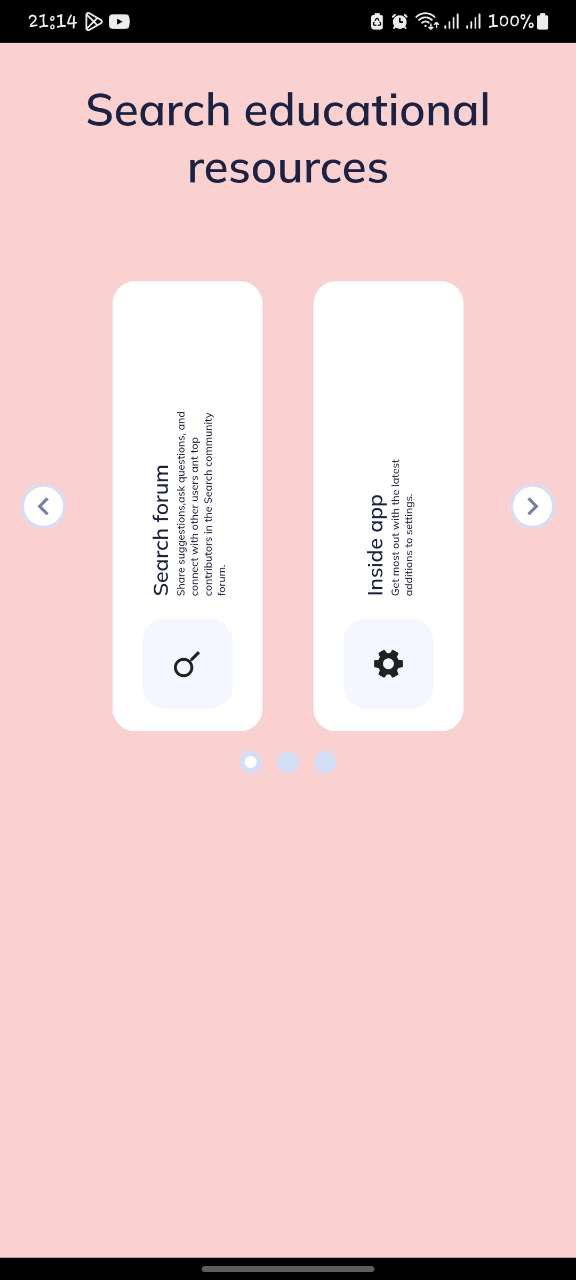 21:14
100%
Search educational
resources
Search forum
Share suggestions,ask questions, and
connect with other users ant top
contributors in the Search community
forum.
Inside app
Get most out with the latest
additions to settings.